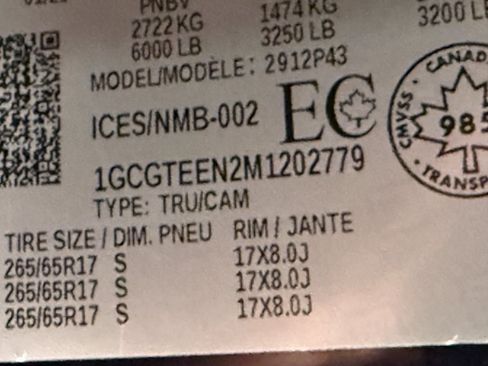 PNBV
2722 KG 1474 KG
6000 LB 3250 LB 3200
MODEL/MODÈLE: 2912P43
ICES/NMB-002 EC
CANADA
CMVSS
985
TRANSP
1GCGTEEN2M1202779
TYPE: TRU/CAM
TIRE SIZE / DIM. PNEU RIM / JANTE
265/65R17 S 17X8.0J
265/65R17 S 17X8.0J
265/65R17 S 17X8.0J